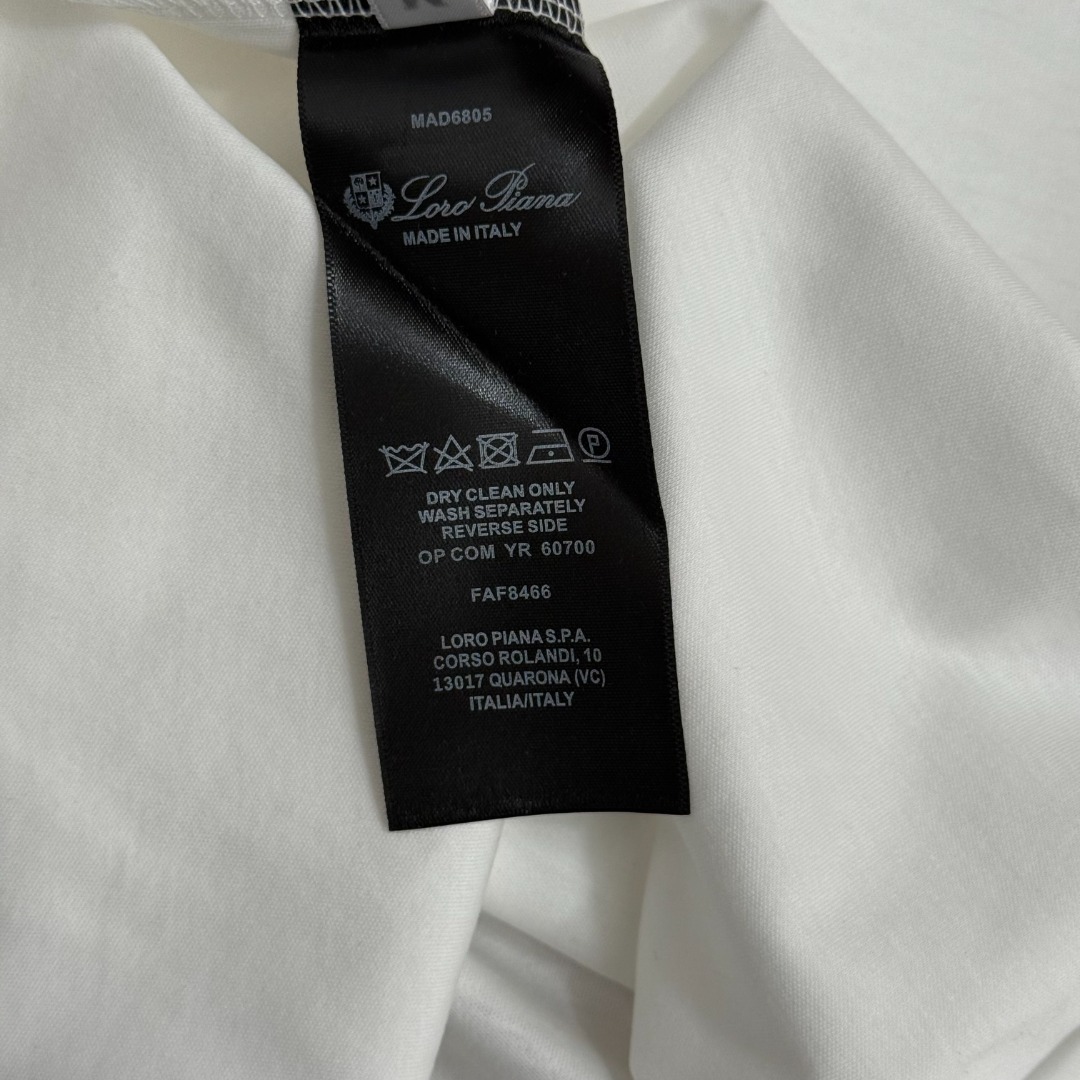 MAD6805
Loro Piana
MADE IN ITALY
P
DRY CLEAN ONLY
WASH SEPARATELY
REVERSE SIDE
OP COM YR 60700
FAF8466
LORO PIANA S.P.A.
CORSO ROLANDI, 10
13017 QUARONA (VC)
ITALIA/ITALY